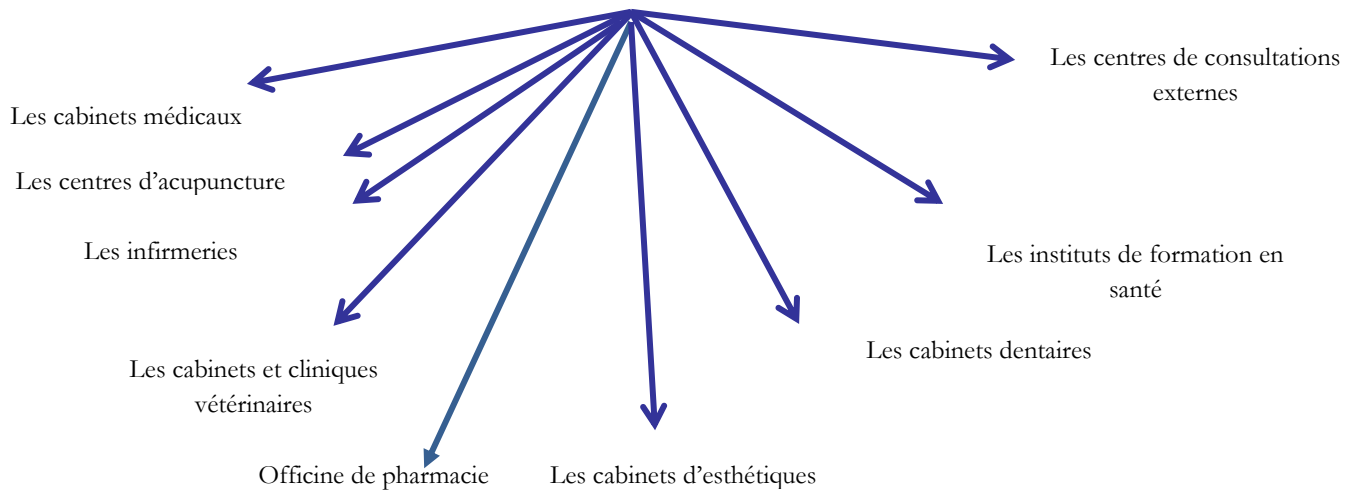 Les centres de consultations
externes
Les cabinets médicaux
Les centres d'acupuncture
Les infirmeries
Les instituts de formation en
santé
Les cabinets dentaires
Les cabinets et cliniques
vétérinaires
Officine de pharmacie
Les cabinets d'esthétiques